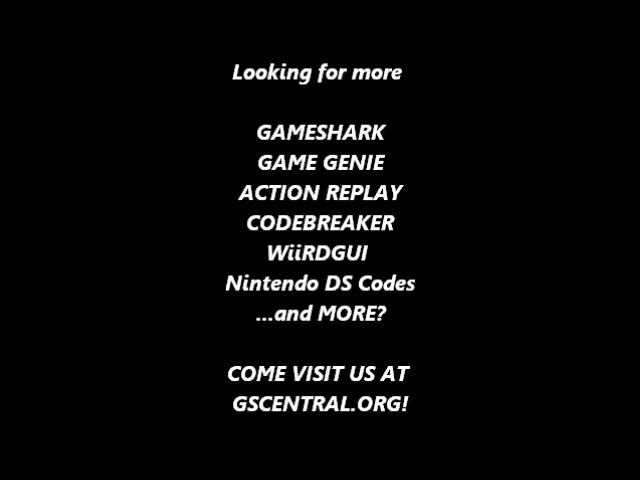 Looking for more
GAMESHARK
GAME GENIE
ACTION REPLAY
CODEBREAKER
WiiRDGUI
Nintendo DS Codes
...and MORE?
COME VISIT US AT
GSCENTRAL.ORG!